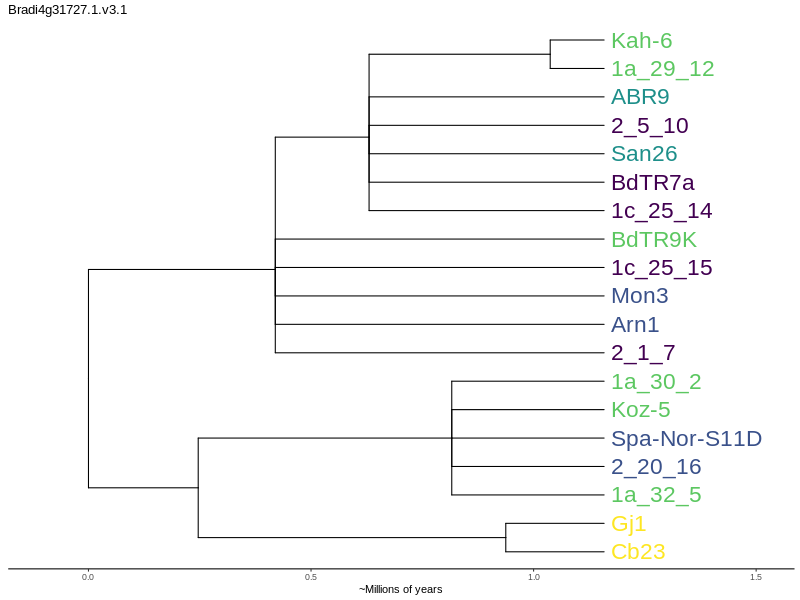 Bradi4g31727.1.v3.1
Kah-6
1a_29_12
ABR9
2_5_10
San26
BdTR7a
1c_25_14
BdTR9K
1c_25_15
Mon3
Arn1
2_1_7
1a_30_2
Koz-5
Spa-Nor-S11D
2_20_16
1a_32_5
Gj1
Cb23
0.0 0.5 1.0 1.5
~Millions of years